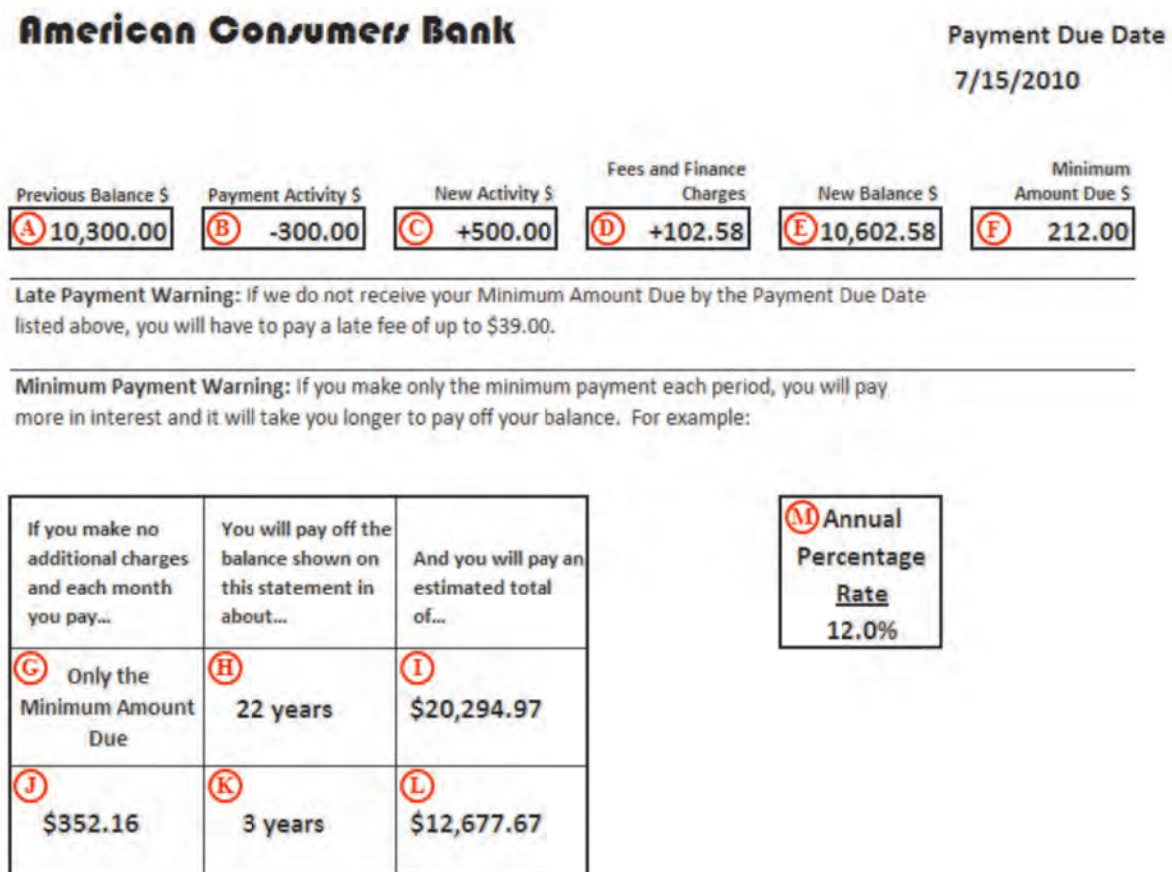 American Consumers Bank
Payment Due Date
7/15/2010
Fees and Finance
Minimum
Previous Balance $ Payment Activity $ New Activity $ Charges New Balance $ Amount Due $
A 10,300.00 B -300.00 C +500.00 D +102.58 E 10,602.58 F 212.00
Late Payment Warning: If we do not receive your Minimum Amount Due by the Payment Due Date
listed above, you will have to pay a late fee of up to $39.00.
Minimum Payment Warning: If you make only the minimum payment each period, you will pay
more in interest and it will take you longer to pay off your balance. For example:
If you make no
additional charges
and each month
you pay...
You will pay off the
balance shown on
this statement in
about...
And you will pay an
estimated total
of...
M Annual
Percentage
Rate
12.0%
G Only the
Minimum Amount
Due
H
22 years
I
$20,294.97
J
$352.16
K
3 years
L
$12,677.67